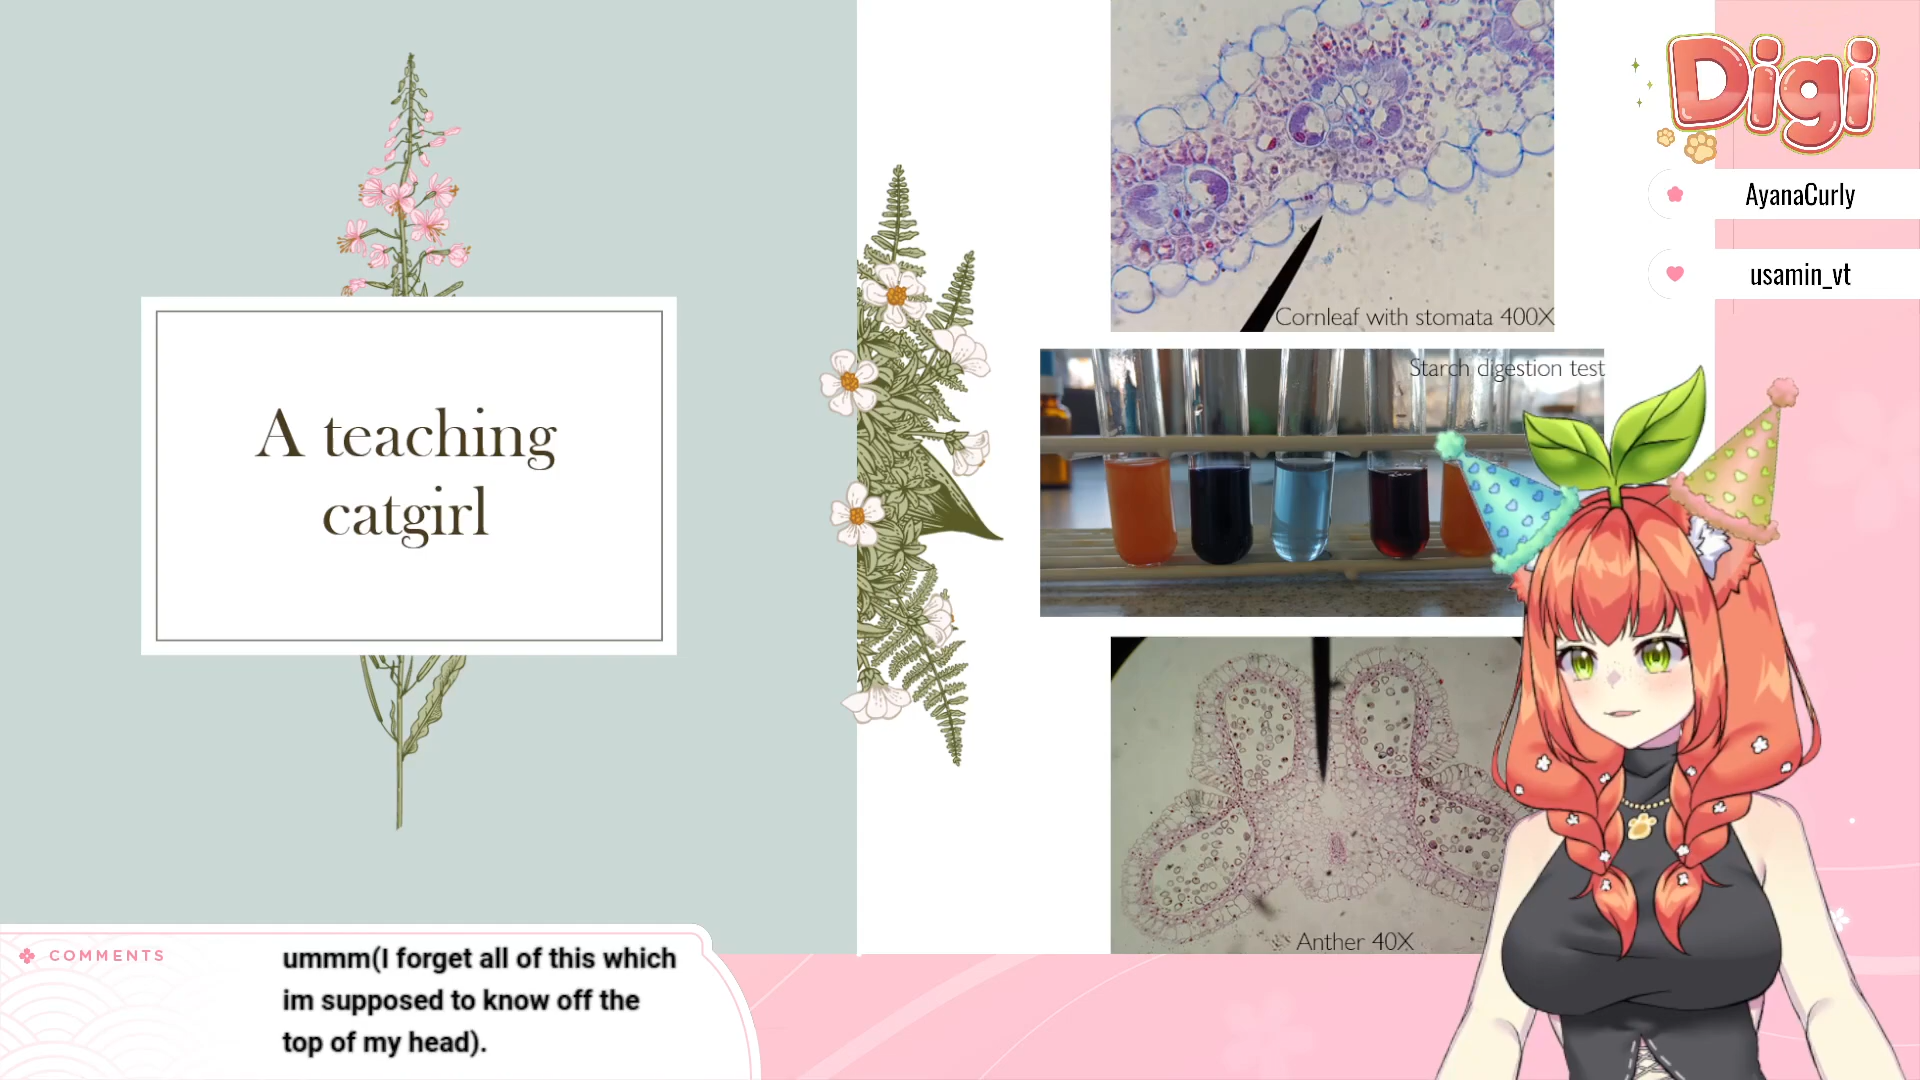 A teaching
catgirl
Cornleaf with stomata 400X
Starch digestion test
Anther 40X
Digi
AyanaCurly
usamin_vt
COMMENTS
ummm(I forget all of this which
im supposed to know off the
top of my head).